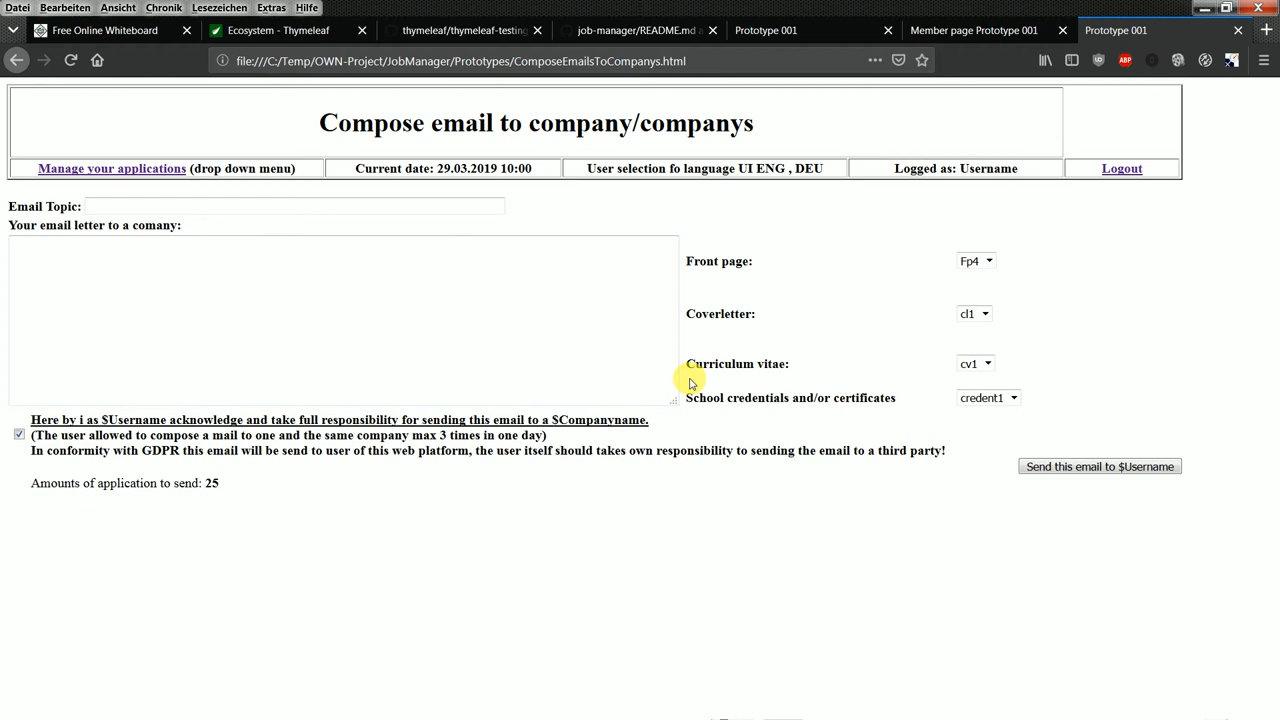 Datei Bearbeiten Ansicht Chronik Lesezeichen Extras Hilfe
Free Online Whiteboard Ecosystem - Thymeleaf thymeleaf/thymeleaf-testing job-manager/README.md a Prototype 001 Member page Prototype 001 Prototype 001
file:///C:/Temp/OWN-Project/JobManager/Prototypes/ComposeEmailsToCompanys.html
ABP
Compose email to company/companys
Manage your applications (drop down menu) Current date: 29.03.2019 10:00 User selection fo language UI ENG , DEU Logged as: Username Logout
Email Topic:
Your email letter to a comany:
Front page: Fp4
Coverletter: cl1
Curriculum vitae: cv1
School credentials and/or certificates credent1
Here by i as $Username acknowledge and take full responsibility for sending this email to a $Companyname.
(The user allowed to compose a mail to one and the same company max 3 times in one day)
In conformity with GDPR this email will be send to user of this web platform, the user itself should takes own responsibility to sending the email to a third party!
Send this email to $Username
Amounts of application to send: 25